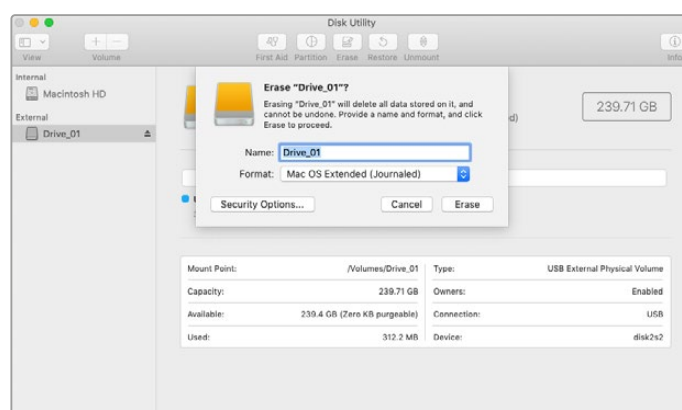 Disk Utility
View Volume First Aid Partition Erase Restore Unmount Info
Internal
Macintosh HD
External
Drive_01
Erase "Drive_01"?
Erasing "Drive_01" will delete all data stored on it, and
cannot be undone. Provide a name and format, and click
Erase to proceed.
d)
239.71 GB
Name: Drive_01
Format: Mac OS Extended (Journaled)
Security Options... Cancel Erase
Mount Point: /Volumes/Drive_01 Type: USB External Physical Volume
Capacity: 239.71 GB Owners: Enabled
Available: 239.4 GB (Zero KB purgeable) Connection: USB
Used: 312.2 MB Device: disk2s2